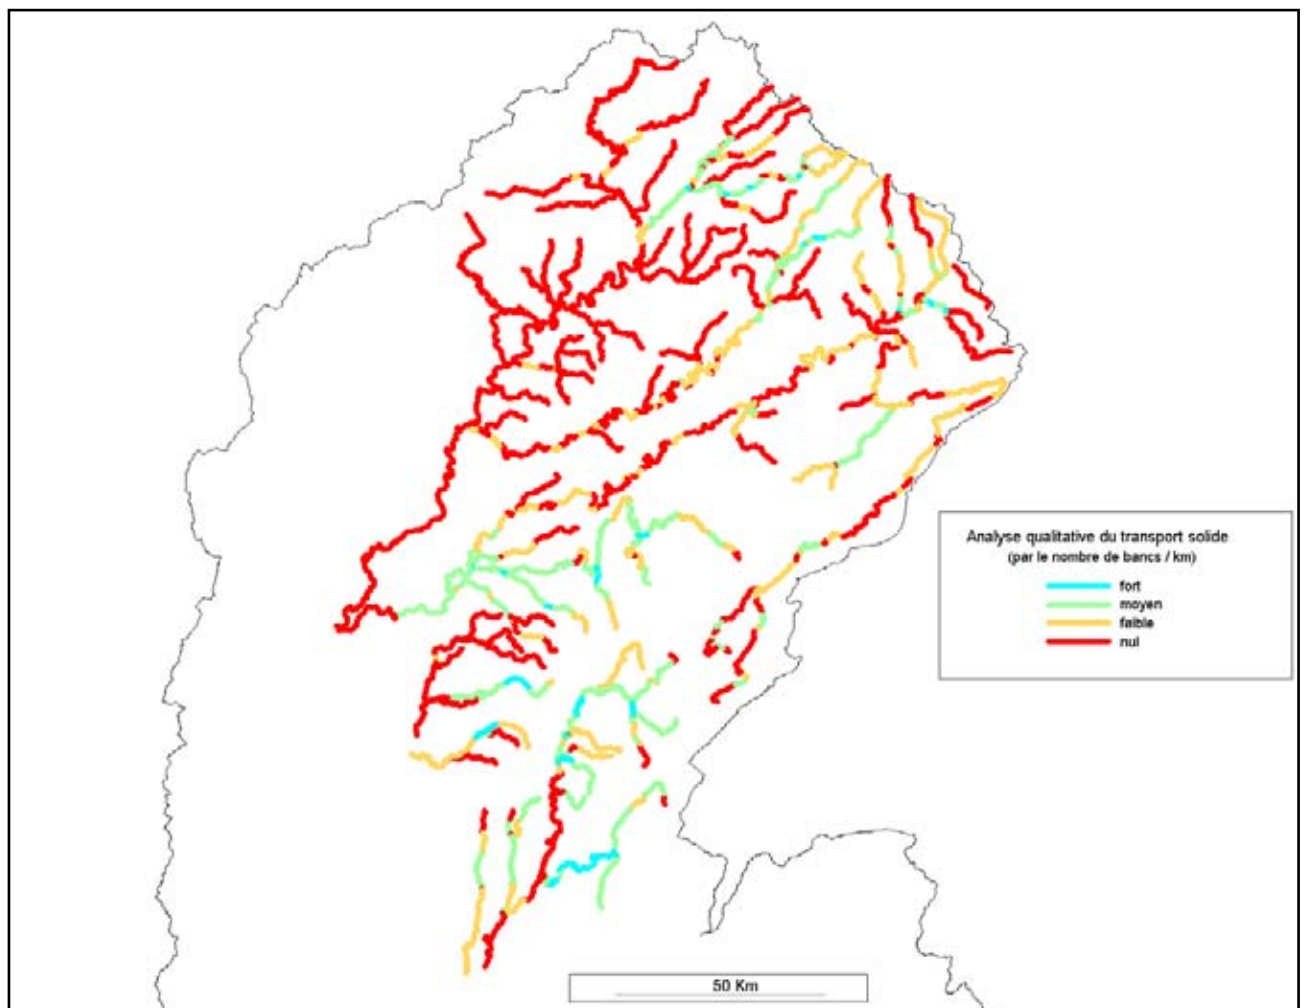 Analyse qualitative du transport solide
(par le nombre de bancs / km)
fort
moyen
faible
nul
50 Km